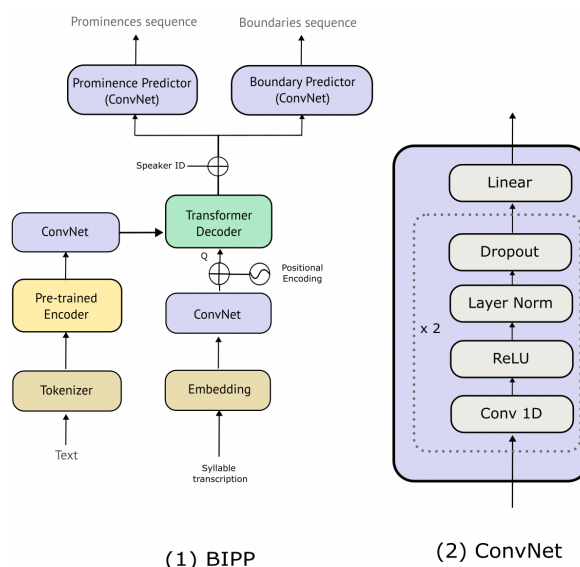 Prominences sequence
Boundaries sequence
Prominence Predictor
(ConvNet)
Boundary Predictor
(ConvNet)
Speaker ID
Transformer
Decoder
ConvNet
Q
Positional
Encoding
Pre-trained
Encoder
ConvNet
Tokenizer
Embedding
Text
Syllable
transcription
(1) BIPP
Linear
Dropout
Layer Norm
x 2
ReLU
Conv 1D
(2) ConvNet